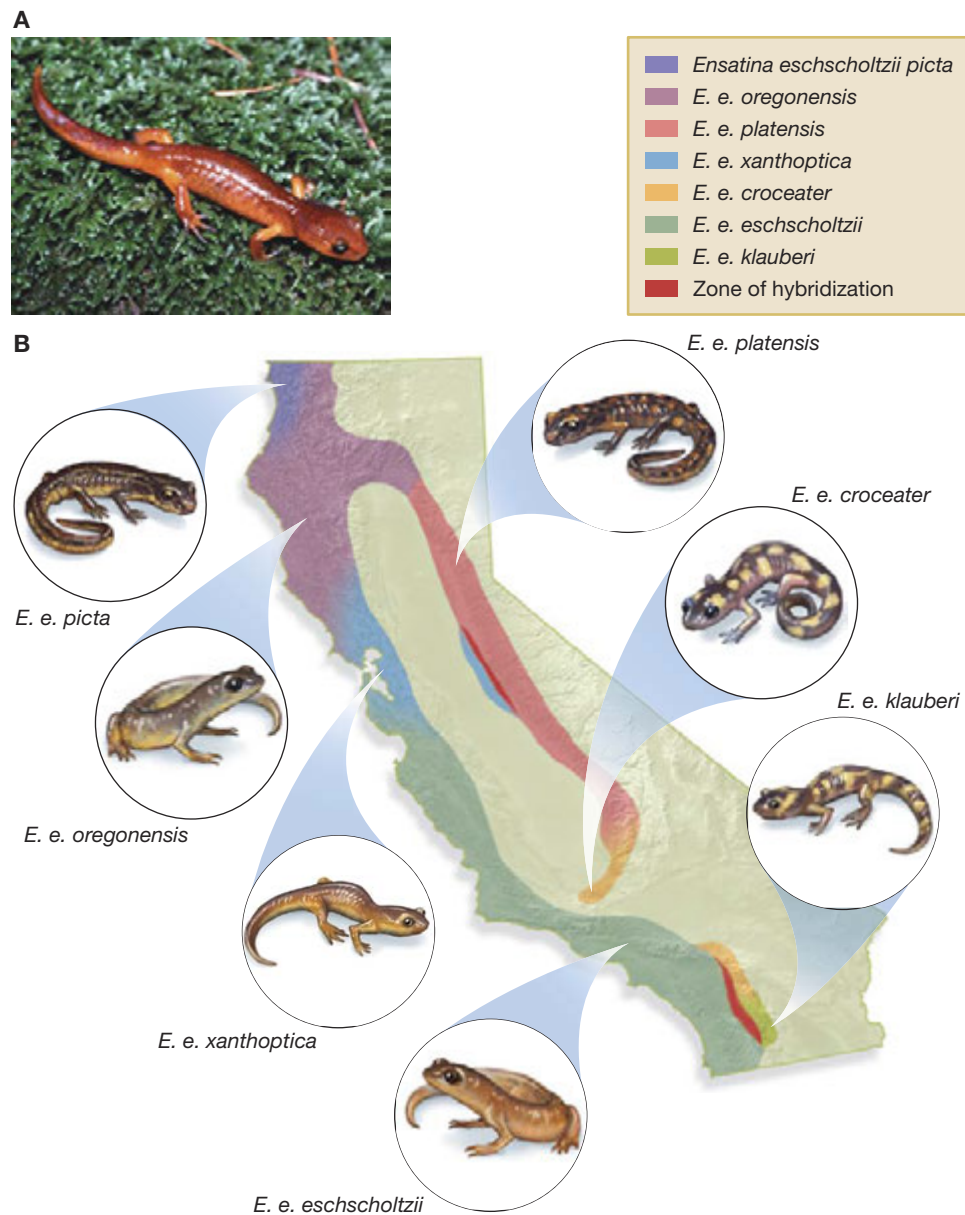 A
Ensatina eschscholtzii picta
E. e. oregonensis
E. e. platensis
E. e. xanthoptica
E. e. croceater
E. e. eschscholtzii
E. e. klauberi
Zone of hybridization
B
E. e. platensis
E. e. croceater
E. e. picta
E. e. klauberi
E. e. oregonensis
E. e. xanthoptica
E. e. eschscholtzii